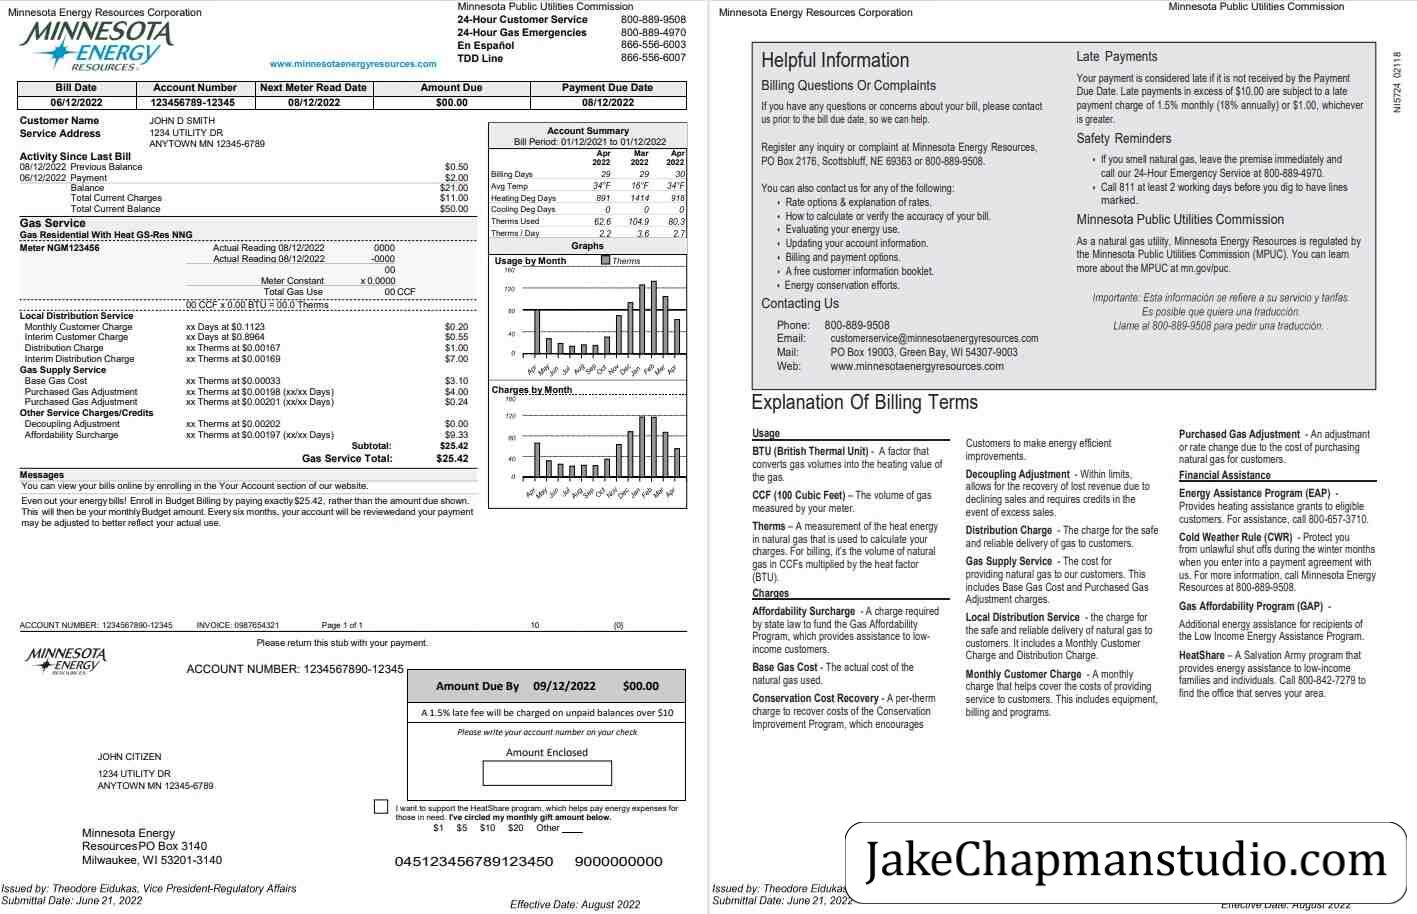 Minnesota Energy Resources Corporation
MINNESOTA
ENERGY
RESOURCES
www.minnesotaenergyresources.com
Minnesota Public Utilities Commission
24-Hour Customer Service 800-889-9508
24-Hour Gas Emergencies 800-889-4970
En Español 866-556-6003
TDD Line 866-556-6007
Bill Date Account Number Next Meter Read Date Amount Due Payment Due Date
06/12/2022 123456789-12345 08/12/2022 $00.00 08/12/2022
Customer Name JOHN D SMITH
Service Address 1234 UTILITY DR
ANYTOWN MN 12345-6789
Activity Since Last Bill
08/12/2022 Previous Balance $0.50
06/12/2022 Payment $2.00
Balance $21.00
Total Current Charges $11.00
Total Current Balance $50.00
Gas Service
Gas Residential With Heat GS-Res NNG
Meter NGM123456 Actual Reading 08/12/2022 0000
Actual Reading 08/12/2022 -0000
00
Meter Constant x 0.0000
Total Gas Use 00 CCF
00 CCF x 0.00 BTU = 00.0 Therms
Local Distribution Service
Monthly Customer Charge xx Days at $0.1123 $0.20
Interim Customer Charge xx Days at $0.8964 $0.55
Distribution Charge xx Therms at $0.00167 $1.00
Interim Distribution Charge xx Therms at $0.00169 $7.00
Gas Supply Service
Base Gas Cost xx Therms at $0.00033 $3.10
Purchased Gas Adjustment xx Therms at $0.00198 (xx/xx Days) $4.00
Purchased Gas Adjustment xx Therms at $0.00201 (xx/xx Days) $0.24
Other Service Charges/Credits
Decoupling Adjustment xx Therms at $0.00202 $0.00
Affordability Surcharge xx Therms at $0.00197 (xx/xx Days) $9.33
Subtotal: $25.42
Gas Service Total: $25.42
Messages
You can view your bills online by enrolling in the Your Account section of our website.
Even out your energy bills! Enroll in Budget Billing by paying exactly $25.42, rather than the amount due shown.
This will then be your monthly Budget amount. Every six months, your account will be reviewedand your payment
may be adjusted to better reflect your actual use.
Account Summary
Bill Period: 01/12/2021 to 01/12/2022
Apr Mar Apr
2022 2022 2022
Billing Days 29 29 30
Avg Temp 34°F 16°F 34°F
Heating Deg Days 891 1414 916
Cooling Deg Days 0 0 0
Therms Used 62.6 104.9 80.3
Therms / Day 2.2 3.6 2.7
Graphs
Usage by Month Therms
160
120
80
40
0
Apr May Jun Jul Aug Sep Oct Nov Dec Jan Feb Mar Apr
Charges by Month
160
120
80
40
0
Apr May Jun Jul Aug Sep Oct Nov Dec Jan Feb Mar Apr
ACCOUNT NUMBER: 1234567890-12345 INVOICE: 0987654321 Page 1 of 1 10 (0)
Please return this stub with your payment.
MINNESOTA
ENERGY
RESOURCES
ACCOUNT NUMBER: 1234567890-12345
Amount Due By 09/12/2022 $00.00
A 1.5% late fee will be charged on unpaid balances over $10
Please write your account number on your check
Amount Enclosed
JOHN CITIZEN
1234 UTILITY DR
ANYTOWN MN 12345-6789
I want to support the HeatShare program, which helps pay energy expenses for
those in need. I've circled my monthly gift amount below.
$1 $5 $10 $20 Other ____
Minnesota Energy
ResourcesPO Box 3140
Milwaukee, WI 53201-3140
045123456789123450 9000000000
Issued by: Theodore Eidukas, Vice President-Regulatory Affairs
Submittal Date: June 21, 2022
Effective Date: August 2022
Minnesota Energy Resources Corporation
Minnesota Public Utilities Commission
NI5724 02118
Helpful Information
Billing Questions Or Complaints
If you have any questions or concerns about your bill, please contact
us prior to the bill due date, so we can help.
Register any inquiry or complaint at Minnesota Energy Resources,
PO Box 2176, Scottsbluff, NE 69363 or 800-889-9508.
You can also contact us for any of the following:
• Rate options & explanation of rates.
• How to calculate or verify the accuracy of your bill.
• Evaluating your energy use.
• Updating your account information.
• Billing and payment options.
• A free customer information booklet.
• Energy conservation efforts.
Contacting Us
Phone: 800-889-9508
Email: customerservice@minnesotaenergyresources.com
Mail: PO Box 19003, Green Bay, WI 54307-9003
Web: www.minnesotaenergyresources.com
Late Payments
Your payment is considered late if it is not received by the Payment
Due Date. Late payments in excess of $10.00 are subject to a late
payment charge of 1.5% monthly (18% annually) or $1.00, whichever
is greater.
Safety Reminders
• If you smell natural gas, leave the premise immediately and
call our 24-Hour Emergency Service at 800-889-4970.
• Call 811 at least 2 working days before you dig to have lines
marked.
Minnesota Public Utilities Commission
As a natural gas utility, Minnesota Energy Resources is regulated by
the Minnesota Public Utilities Commission (MPUC). You can learn
more about the MPUC at mn.gov/puc.
Importante: Esta información se refiere a su servicio y tarifas.
Es posible que quiera una traducción.
Llame al 800-889-9508 para pedir una traducción.
Explanation Of Billing Terms
Usage
BTU (British Thermal Unit) - A factor that
converts gas volumes into the heating value of
the gas.
CCF (100 Cubic Feet) – The volume of gas
measured by your meter.
Therms – A measurement of the heat energy
in natural gas that is used to calculate your
charges. For billing, it's the volume of natural
gas in CCFs multiplied by the heat factor
(BTU).
Charges
Affordability Surcharge - A charge required
by state law to fund the Gas Affordability
Program, which provides assistance to low-
income customers.
Base Gas Cost - The actual cost of the
natural gas used.
Conservation Cost Recovery - A per-therm
charge to recover costs of the Conservation
Improvement Program, which encourages
Customers to make energy efficient
improvements.
Decoupling Adjustment - Within limits,
allows for the recovery of lost revenue due to
declining sales and requires credits in the
event of excess sales.
Distribution Charge - The charge for the safe
and reliable delivery of gas to customers.
Gas Supply Service - The cost for
providing natural gas to our customers. This
includes Base Gas Cost and Purchased Gas
Adjustment charges.
Local Distribution Service - the charge for
the safe and reliable delivery of natural gas to
customers. It includes a Monthly Customer
Charge and Distribution Charge.
Monthly Customer Charge - A monthly
charge that helps cover the costs of providing
service to customers. This includes equipment,
billing and programs.
Purchased Gas Adjustment - An adjustmant
or rate change due to the cost of purchasing
natural gas for customers.
Financial Assistance
Energy Assistance Program (EAP) -
Provides heating assistance grants to eligible
customers. For assistance, call 800-657-3710.
Cold Weather Rule (CWR) - Protect you
from unlawful shut offs during the winter months
when you enter into a payment agreement with
us. For more information, call Minnesota Energy
Resources at 800-889-9508.
Gas Affordability Program (GAP) -
Additional energy assistance for recipients of
the Low Income Energy Assistance Program.
HeatShare – A Salvation Army program that
provides energy assistance to low-income
families and individuals. Call 800-842-7279 to
find the office that serves your area.
JakeChapmanstudio.com
Issued by: Theodore Eidukas
Submittal Date: June 21, 2022
Effective Date: August 2022